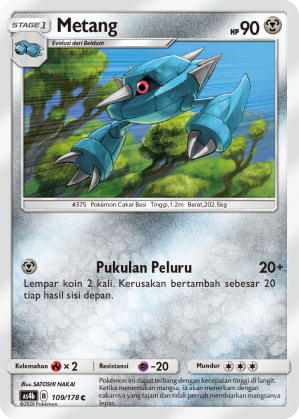 STAGE 1
Metang
HP 90
Evolusi dari Beldum
#375 Pokémon Cakar Besi Tinggi,1.2m Berat,202.5kg
Pukulan Peluru 20+
Lempar koin 2 kali. Kerusakan bertambah sebesar 20
tiap hasil sisi depan.
Kelemahan × 2 Resistansi -20 Mundur
Ilus.SATOSHI NAKAI
AS4b B 109/178 C
©2020 Pokémon
Pokémon ini dapat terbang dengan kecepatan tinggi di langit.
Ketika menemukan mangsa, ia akan mencengkeramnya dengan
cakarnya yang tajam dan tidak pernah membiarkannya lepas.